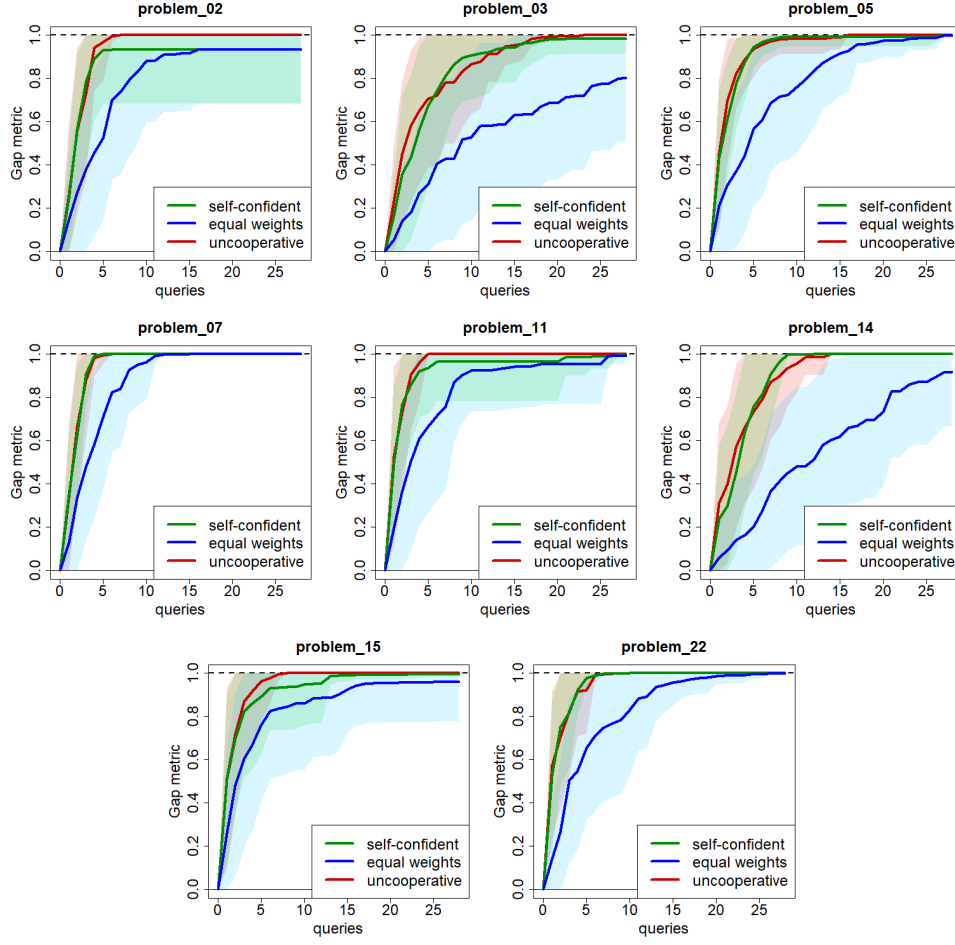 problem_02
Gap metric
0.0 0.2 0.4 0.6 0.8 1.0
self-confident
equal weights
uncooperative
0 5 10 15 20 25
queries
problem_03
Gap metric
0.0 0.2 0.4 0.6 0.8 1.0
self-confident
equal weights
uncooperative
0 5 10 15 20 25
queries
problem_05
Gap metric
0.0 0.2 0.4 0.6 0.8 1.0
self-confident
equal weights
uncooperative
0 5 10 15 20 25
queries
problem_07
Gap metric
0.0 0.2 0.4 0.6 0.8 1.0
self-confident
equal weights
uncooperative
0 5 10 15 20 25
queries
problem_11
Gap metric
0.0 0.2 0.4 0.6 0.8 1.0
self-confident
equal weights
uncooperative
0 5 10 15 20 25
queries
problem_14
Gap metric
0.0 0.2 0.4 0.6 0.8 1.0
self-confident
equal weights
uncooperative
0 5 10 15 20 25
queries
problem_15
Gap metric
0.0 0.2 0.4 0.6 0.8 1.0
self-confident
equal weights
uncooperative
0 5 10 15 20 25
queries
problem_22
Gap metric
0.0 0.2 0.4 0.6 0.8 1.0
self-confident
equal weights
uncooperative
0 5 10 15 20 25
queries